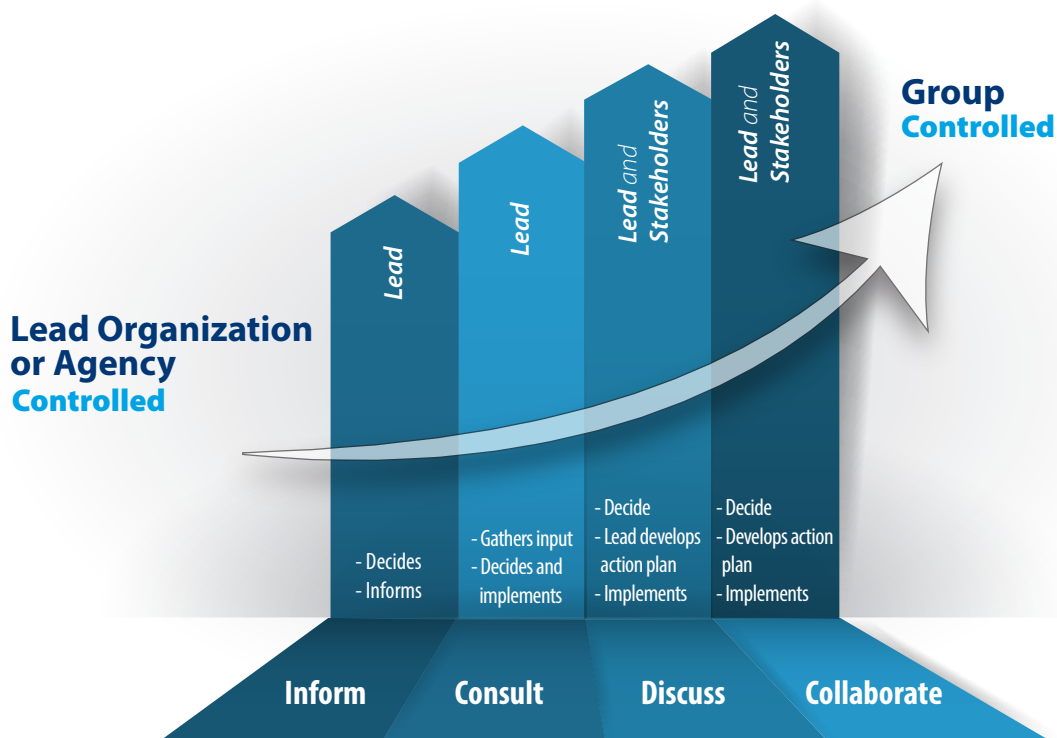 Group
Controlled
Lead Organization
or Agency
Controlled
Lead
Lead
Lead and
Stakeholders
Lead and
Stakeholders
- Decides
- Informs
- Gathers input
- Decides and
implements
- Decide
- Lead develops
action plan
- Implements
- Decide
- Develops action
plan
- Implements
Inform
Consult
Discuss
Collaborate